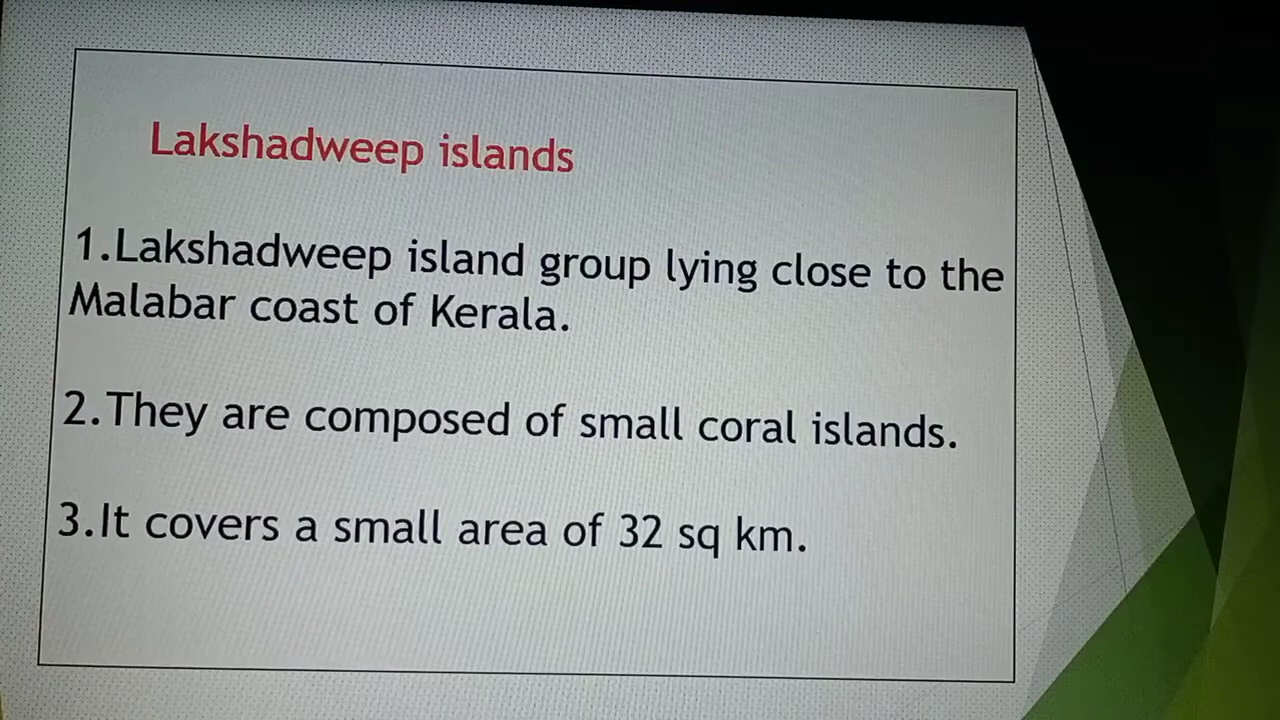 Lakshadweep islands
1.Lakshadweep island group lying close to the
Malabar coast of Kerala.
2.They are composed of small coral islands.
3.It covers a small area of 32 sq km.